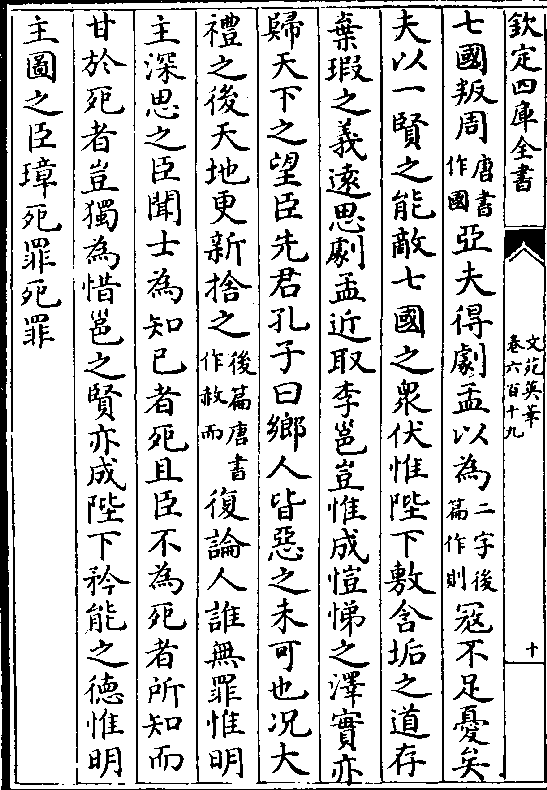 欽定四庫全書
文苑英華
卷六百十九
十
七國叛周唐書作國亞夫得劇孟以為二字後篇作則冦不足憂矣
夫以一賢之能敵七國之衆伏惟陛下敷含垢之道存
棄瑕之義遠思劇孟近取李邕豈惟成愷悌之澤實亦
歸天下之望臣先君孔子曰鄉人皆惡之未可也况大
禮之後天地更新捨之後篇唐書作赦而復論人誰無罪惟明
主深思之臣聞士為知已者死且臣不為死者所知而
甘於死者豈獨為惜邕之賢亦成陛下矜能之德惟明
主圖之臣璋死罪死罪